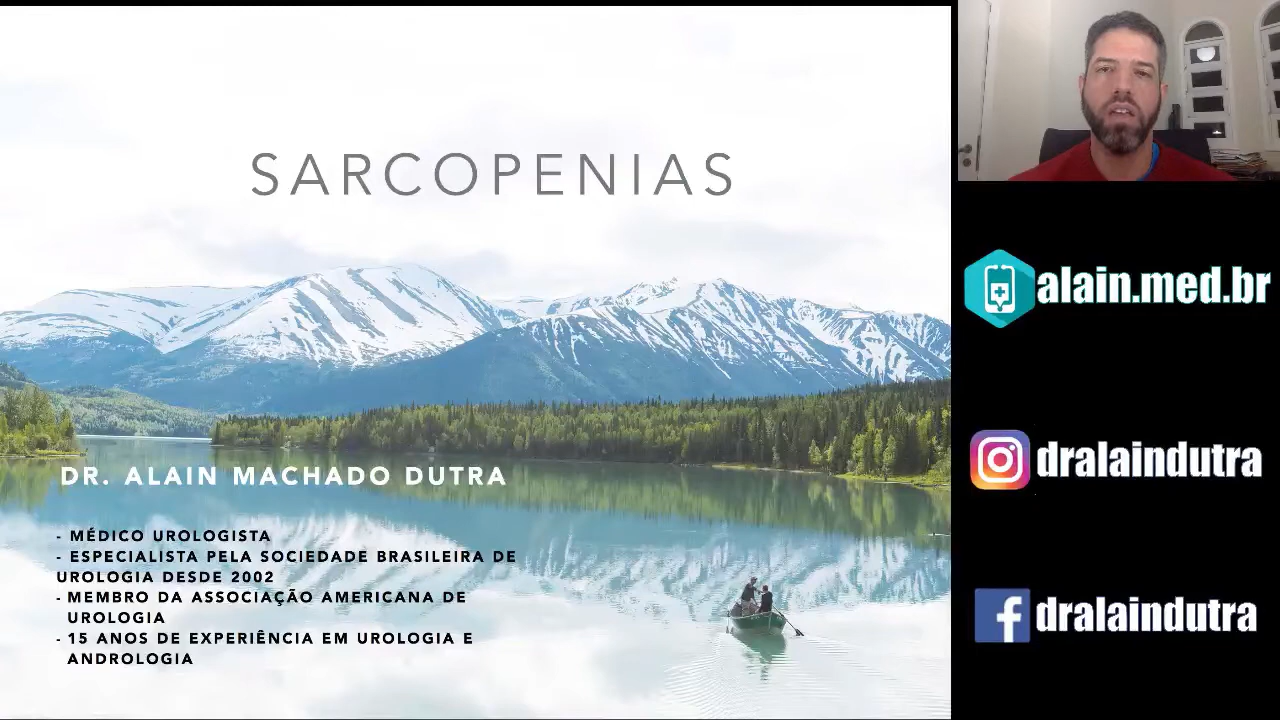 SARCOPENIAS
DR. ALAIN MACHADO DUTRA
- MÉDICO UROLOGISTA
- ESPECIALISTA PELA SOCIEDADE BRASILEIRA DE
UROLOGIA DESDE 2002
- MEMBRO DA ASSOCIAÇÃO AMERICANA DE
UROLOGIA
- 15 ANOS DE EXPERIÊNCIA EM UROLOGIA E
ANDROLOGIA
alain.med.br
dralaindutra
dralaindutra